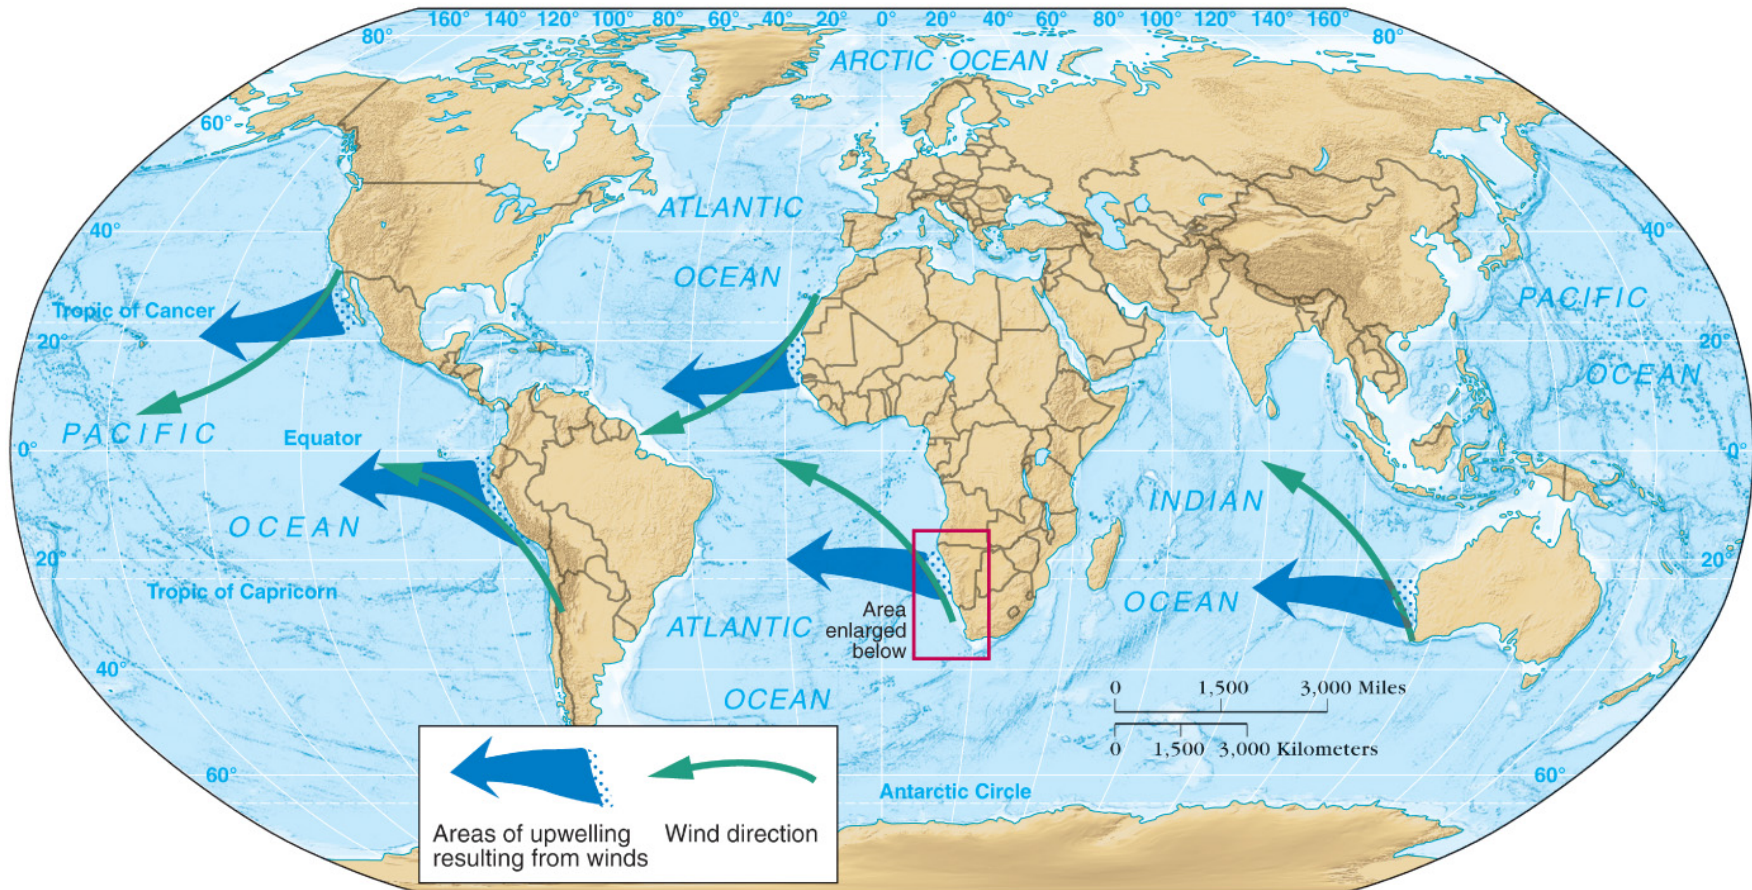 160° 140° 120° 100° 80° 60° 40° 20° 0° 20° 40° 60° 80° 100° 120° 140° 160°
80° 80°
ARCTIC OCEAN
60°
ATLANTIC
OCEAN
40° 40°
Tropic of Cancer
PACIFIC
OCEAN
20° 20°
PACIFIC
OCEAN
Equator
0° 0°
INDIAN
OCEAN
20° 20°
Tropic of Capricorn
ATLANTIC
OCEAN
Area
enlarged
below
40°
0 1,500 3,000 Miles
0 1,500 3,000 Kilometers
60° 60°
Antarctic Circle
Areas of upwelling
resulting from winds
Wind direction